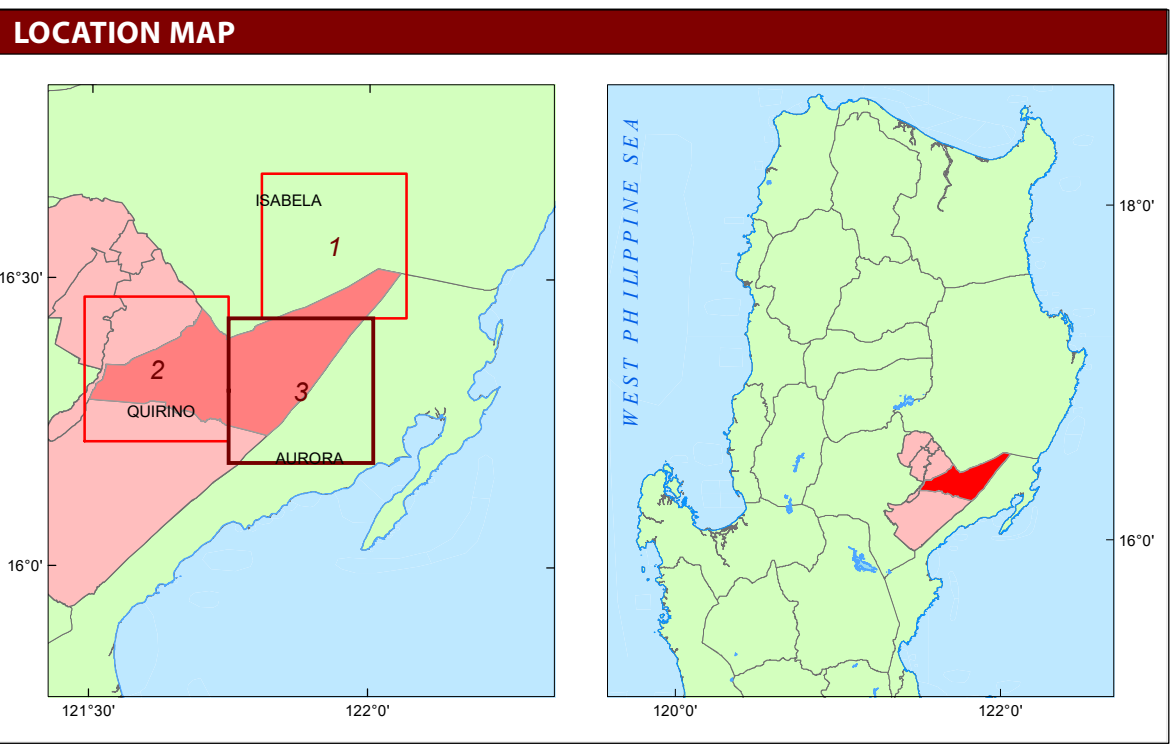 LOCATION MAP
ISABELA
1
16°30'
2
3
QUIRINO
AURORA
16°0'
121°30'
122°0'
WEST PHILIPPINE SEA
18°0'
16°0'
120°0'
122°0'